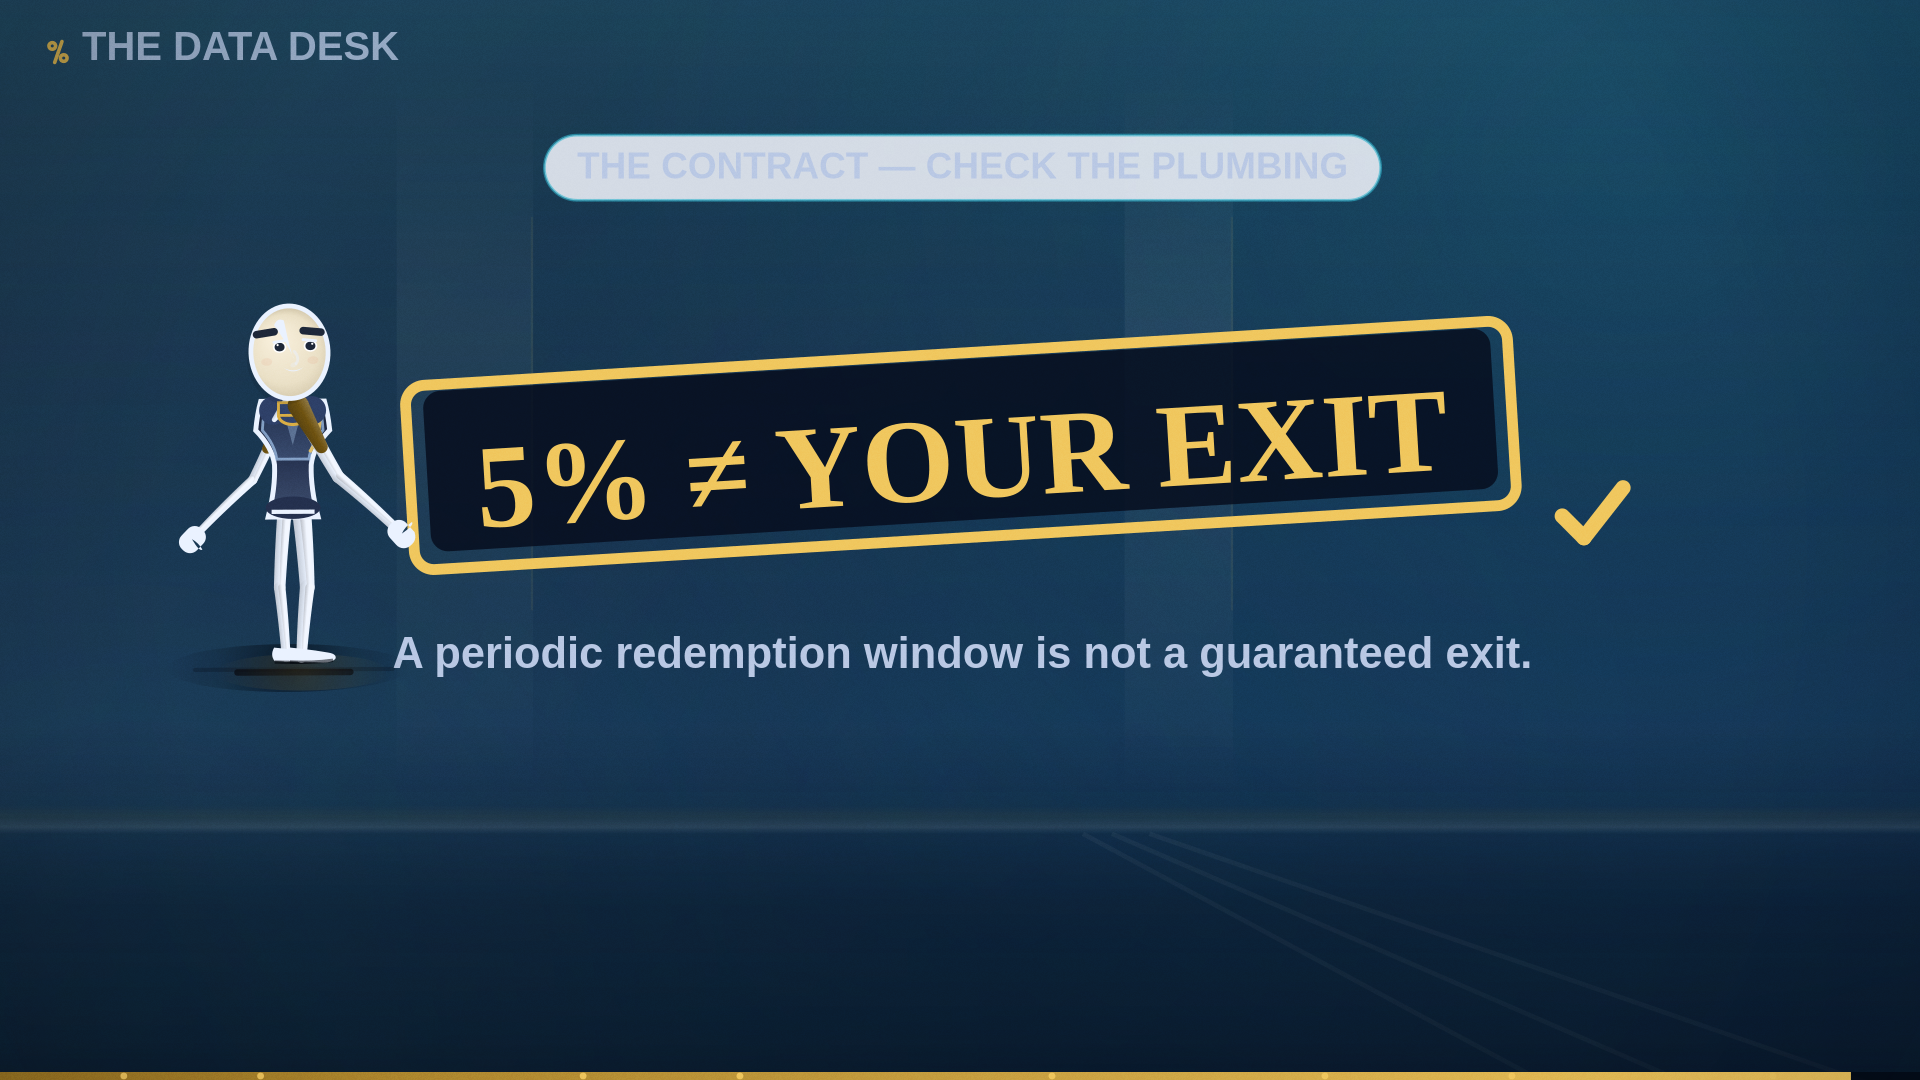 % THE DATA DESK
THE CONTRACT — CHECK THE PLUMBING
5% ≠ YOUR EXIT
A periodic redemption window is not a guaranteed exit.